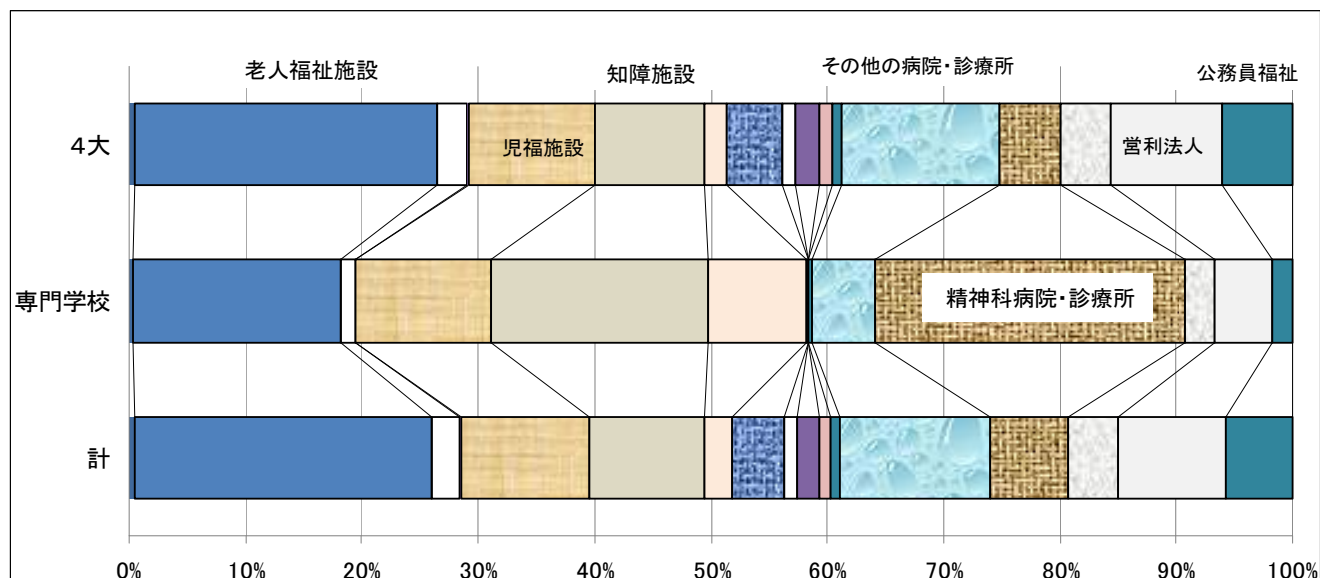 老人福祉施設
知障施設
その他の病院・診療所
公務員福祉
4大
児福施設
営利法人
専門学校
精神科病院・診療所
計
0% 10% 20% 30% 40% 50% 60% 70% 80% 90% 100%